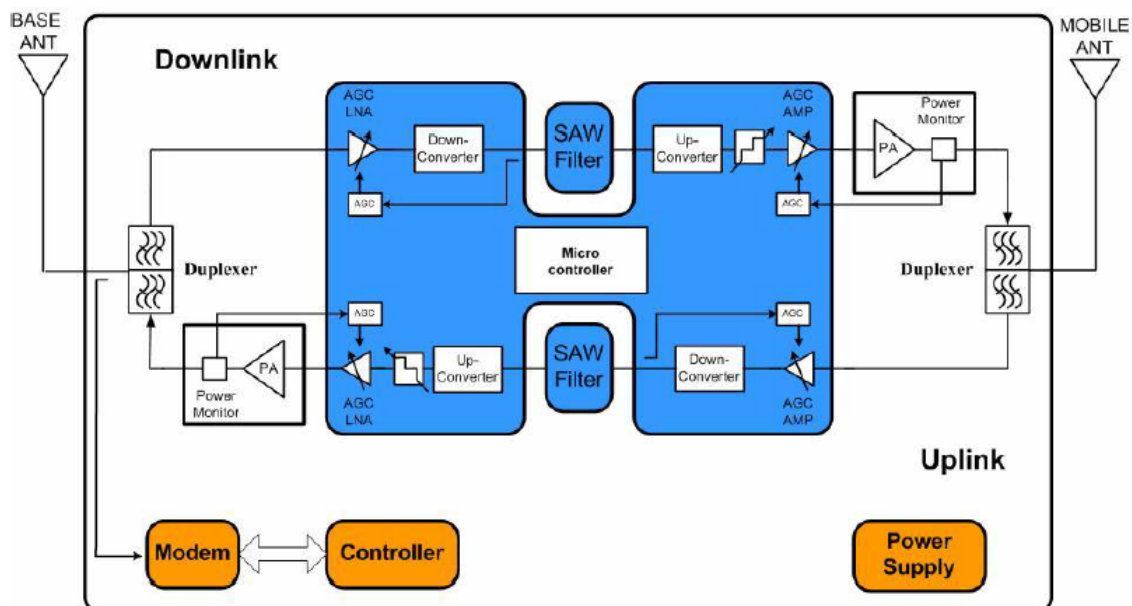 BASE
ANT
MOBILE
ANT
Downlink
AGC
LNA
Down-
Converter
AGC
SAW
Filter
Up-
Converter
AGC
AMP
AGC
Power
Monitor
PA
Duplexer
Micro
controller
Duplexer
AGC
PA
Power
Monitor
AGC
LNA
Up-
Converter
SAW
Filter
AGC
Down-
Converter
AGC
AMP
Uplink
Modem
Controller
Power
Supply